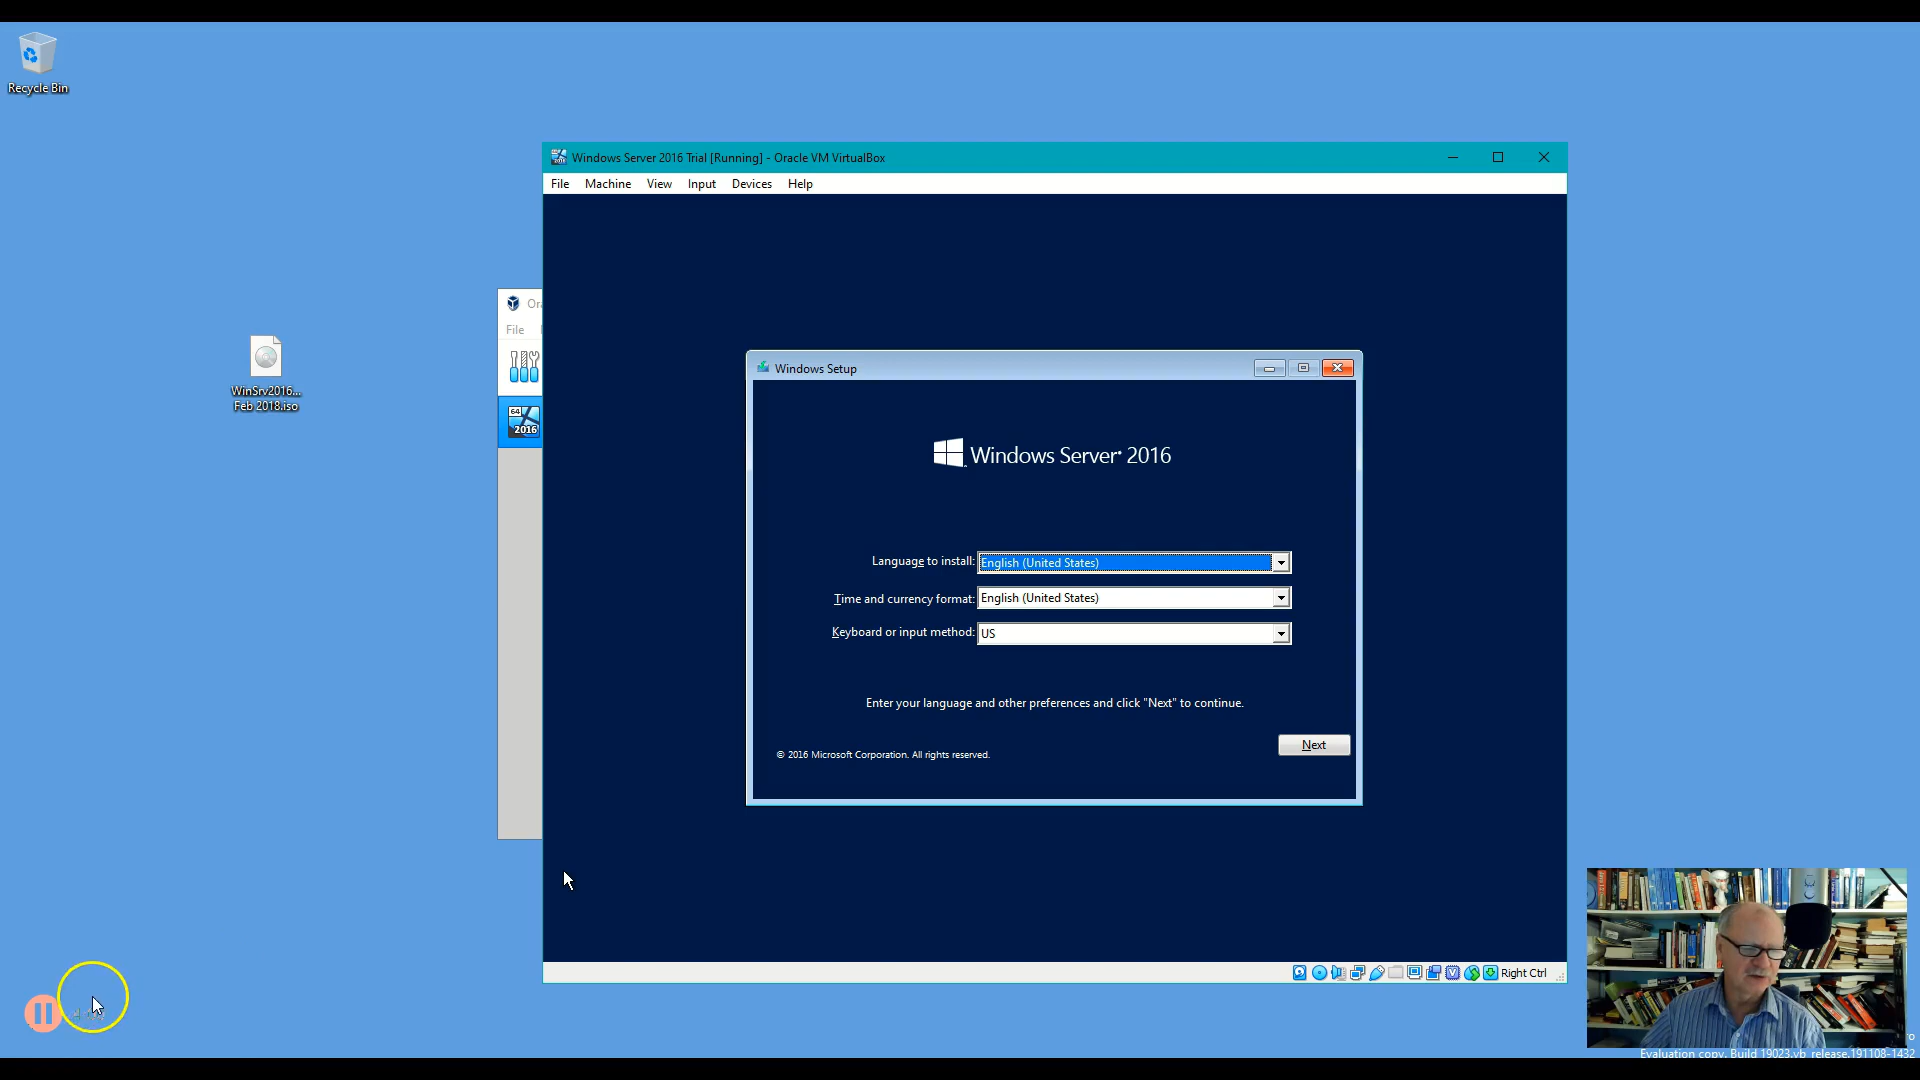 Recycle Bin
WinSrv2016...
Feb 2018.iso
Windows Server 2016 Trial [Running] - Oracle VM VirtualBox
File Machine View Input Devices Help
File
64
2016
Windows Setup
Windows Server 2016
Language to install: English (United States)
Time and currency format: English (United States)
Keyboard or input method: US
Enter your language and other preferences and click "Next" to continue.
Next
© 2016 Microsoft Corporation. All rights reserved.
Right Ctrl
Evaluation copy. Build 19023.vb_release.191108-1432